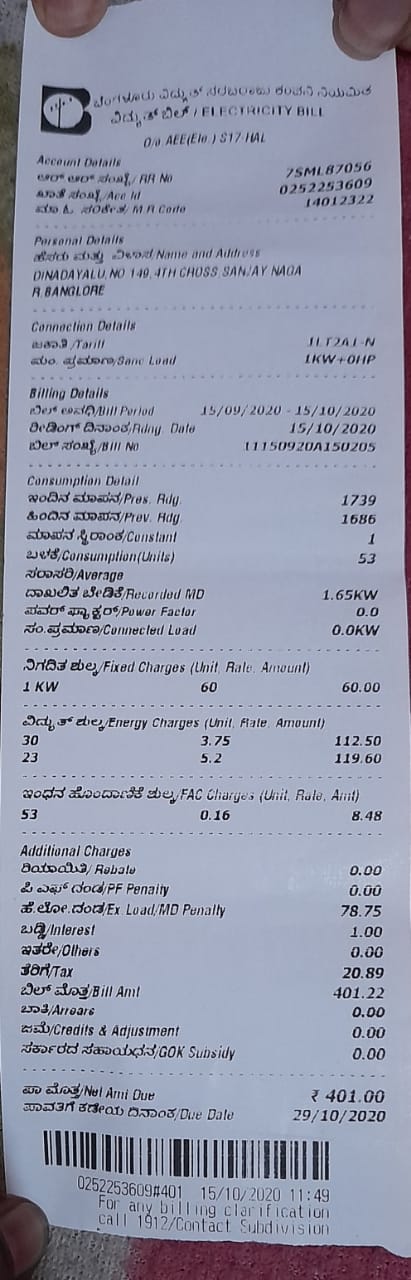 ಬೆಂಗಳೂರು ವಿದ್ಯುತ್ ಸರಬರಾಜು ಕಂಪನಿ ನಿಯಮಿತ
ವಿದ್ಯುತ್ ಬಿಲ್ / ELECTRICITY BILL
O/o AEE(Ele.) S17-HAL
Account Details
ಆರ್ ಆರ್ ಸಂಖ್ಯೆ/ RR No 7SML87056
ಖಾತೆ ಸಂಖ್ಯೆ/Acc Id 0252253609
ಮಾ ಓ ಸಂಕೇತ/ M.R.Code 14012322
Personal Details
ಹೆಸರು ಮತ್ತು ವಿಳಾಸ/Name and Address
DINADAYALU, NO 149, 4TH CROSS, SANJAY NAGA
R,BANGLORE
Connection Details
ಜಕಾತಿ/Tariff 1LT2A1-N
ಮಂ. ಪ್ರಮಾಣ/Sanc Load 1KW+0HP
Billing Details
ಬಿಲ್ ಅವಧಿ/Bill Period 15/09/2020 - 15/10/2020
ರೀಡಿಂಗ್ ದಿನಾಂಕ/Rdng. Date 15/10/2020
ಬಿಲ್ ಸಂಖ್ಯೆ/Bill No 11150920A150205
Consumption Detail
ಇಂದಿನ ಮಾಪನ/Pres. Rdg 1739
ಹಿಂದಿನ ಮಾಪನ/Prev. Rdg 1686
ಮಾಪನ ಸ್ಥಿರಾಂಕ/Constant 1
ಬಳಕೆ/Consumption(Units) 53
ಸರಾಸರಿ/Average
ದಾಖಲಿತ ಬೇಡಿಕೆ/Recorded MD 1.65KW
ಪವರ್ ಫ್ಯಾಕ್ಟರ್/Power Factor 0.0
ಸಂ.ಪ್ರಮಾಣ/Connected Load 0.0KW
ನಿಗದಿತ ಶುಲ್ಕ/Fixed Charges (Unit, Rate, Amount)
1 KW 60 60.00
ವಿದ್ಯುತ್ ಶುಲ್ಕ/Energy Charges (Unit, Rate, Amount)
30 3.75 112.50
23 5.2 119.60
ಇಂಧನ ಹೊಂದಾಣಿಕೆ ಶುಲ್ಕ/FAC Charges (Unit, Rate, Amt)
53 0.16 8.48
Additional Charges
ರಿಯಾಯಿತಿ/ Rebate 0.00
ಪಿ ಎಫ್ ದಂಡ/PF Penalty 0.00
ಹೆ.ಲೋ.ದಂಡ/Ex. Load/MD Penalty 78.75
ಬಡ್ಡಿ/Interest 1.00
ಇತರೇ/Others 0.00
ತೆರಿಗೆ/Tax 20.89
ಬಿಲ್ ಮೊತ್ತ/Bill Amt 401.22
ಬಾಕಿ/Arrears 0.00
ಜಮೆ/Credits & Adjustment 0.00
ಸರ್ಕಾರದ ಸಹಾಯಧನ/GOK Subsidy 0.00
ಪಾ ಮೊತ್ತ/Net Amt Due ₹ 401.00
ಪಾವತಿಗೆ ಕಡೇಯ ದಿನಾಂಕ/Due Date 29/10/2020
0252253609#401 15/10/2020 11:49
For any billing clarification
call 1912/Contact Subdivision